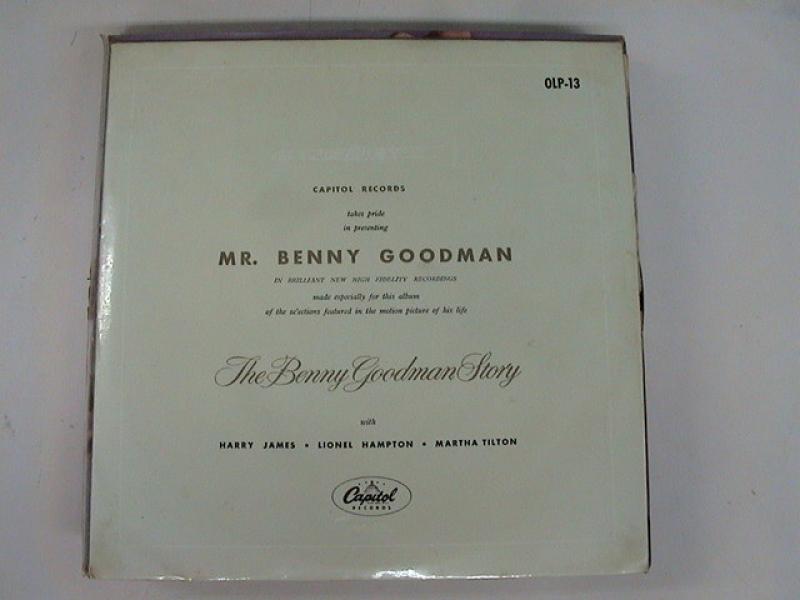 OLP-13
CAPITOL RECORDS
takes pride
in presenting
MR. BENNY GOODMAN
IN BRILLIANT NEW HIGH FIDELITY RECORDINGS
made especially for this album
of the selections featured in the motion picture of his life
The Benny Goodman Story
with
HARRY JAMES • LIONEL HAMPTON • MARTHA TILTON
Capitol
RECORDS